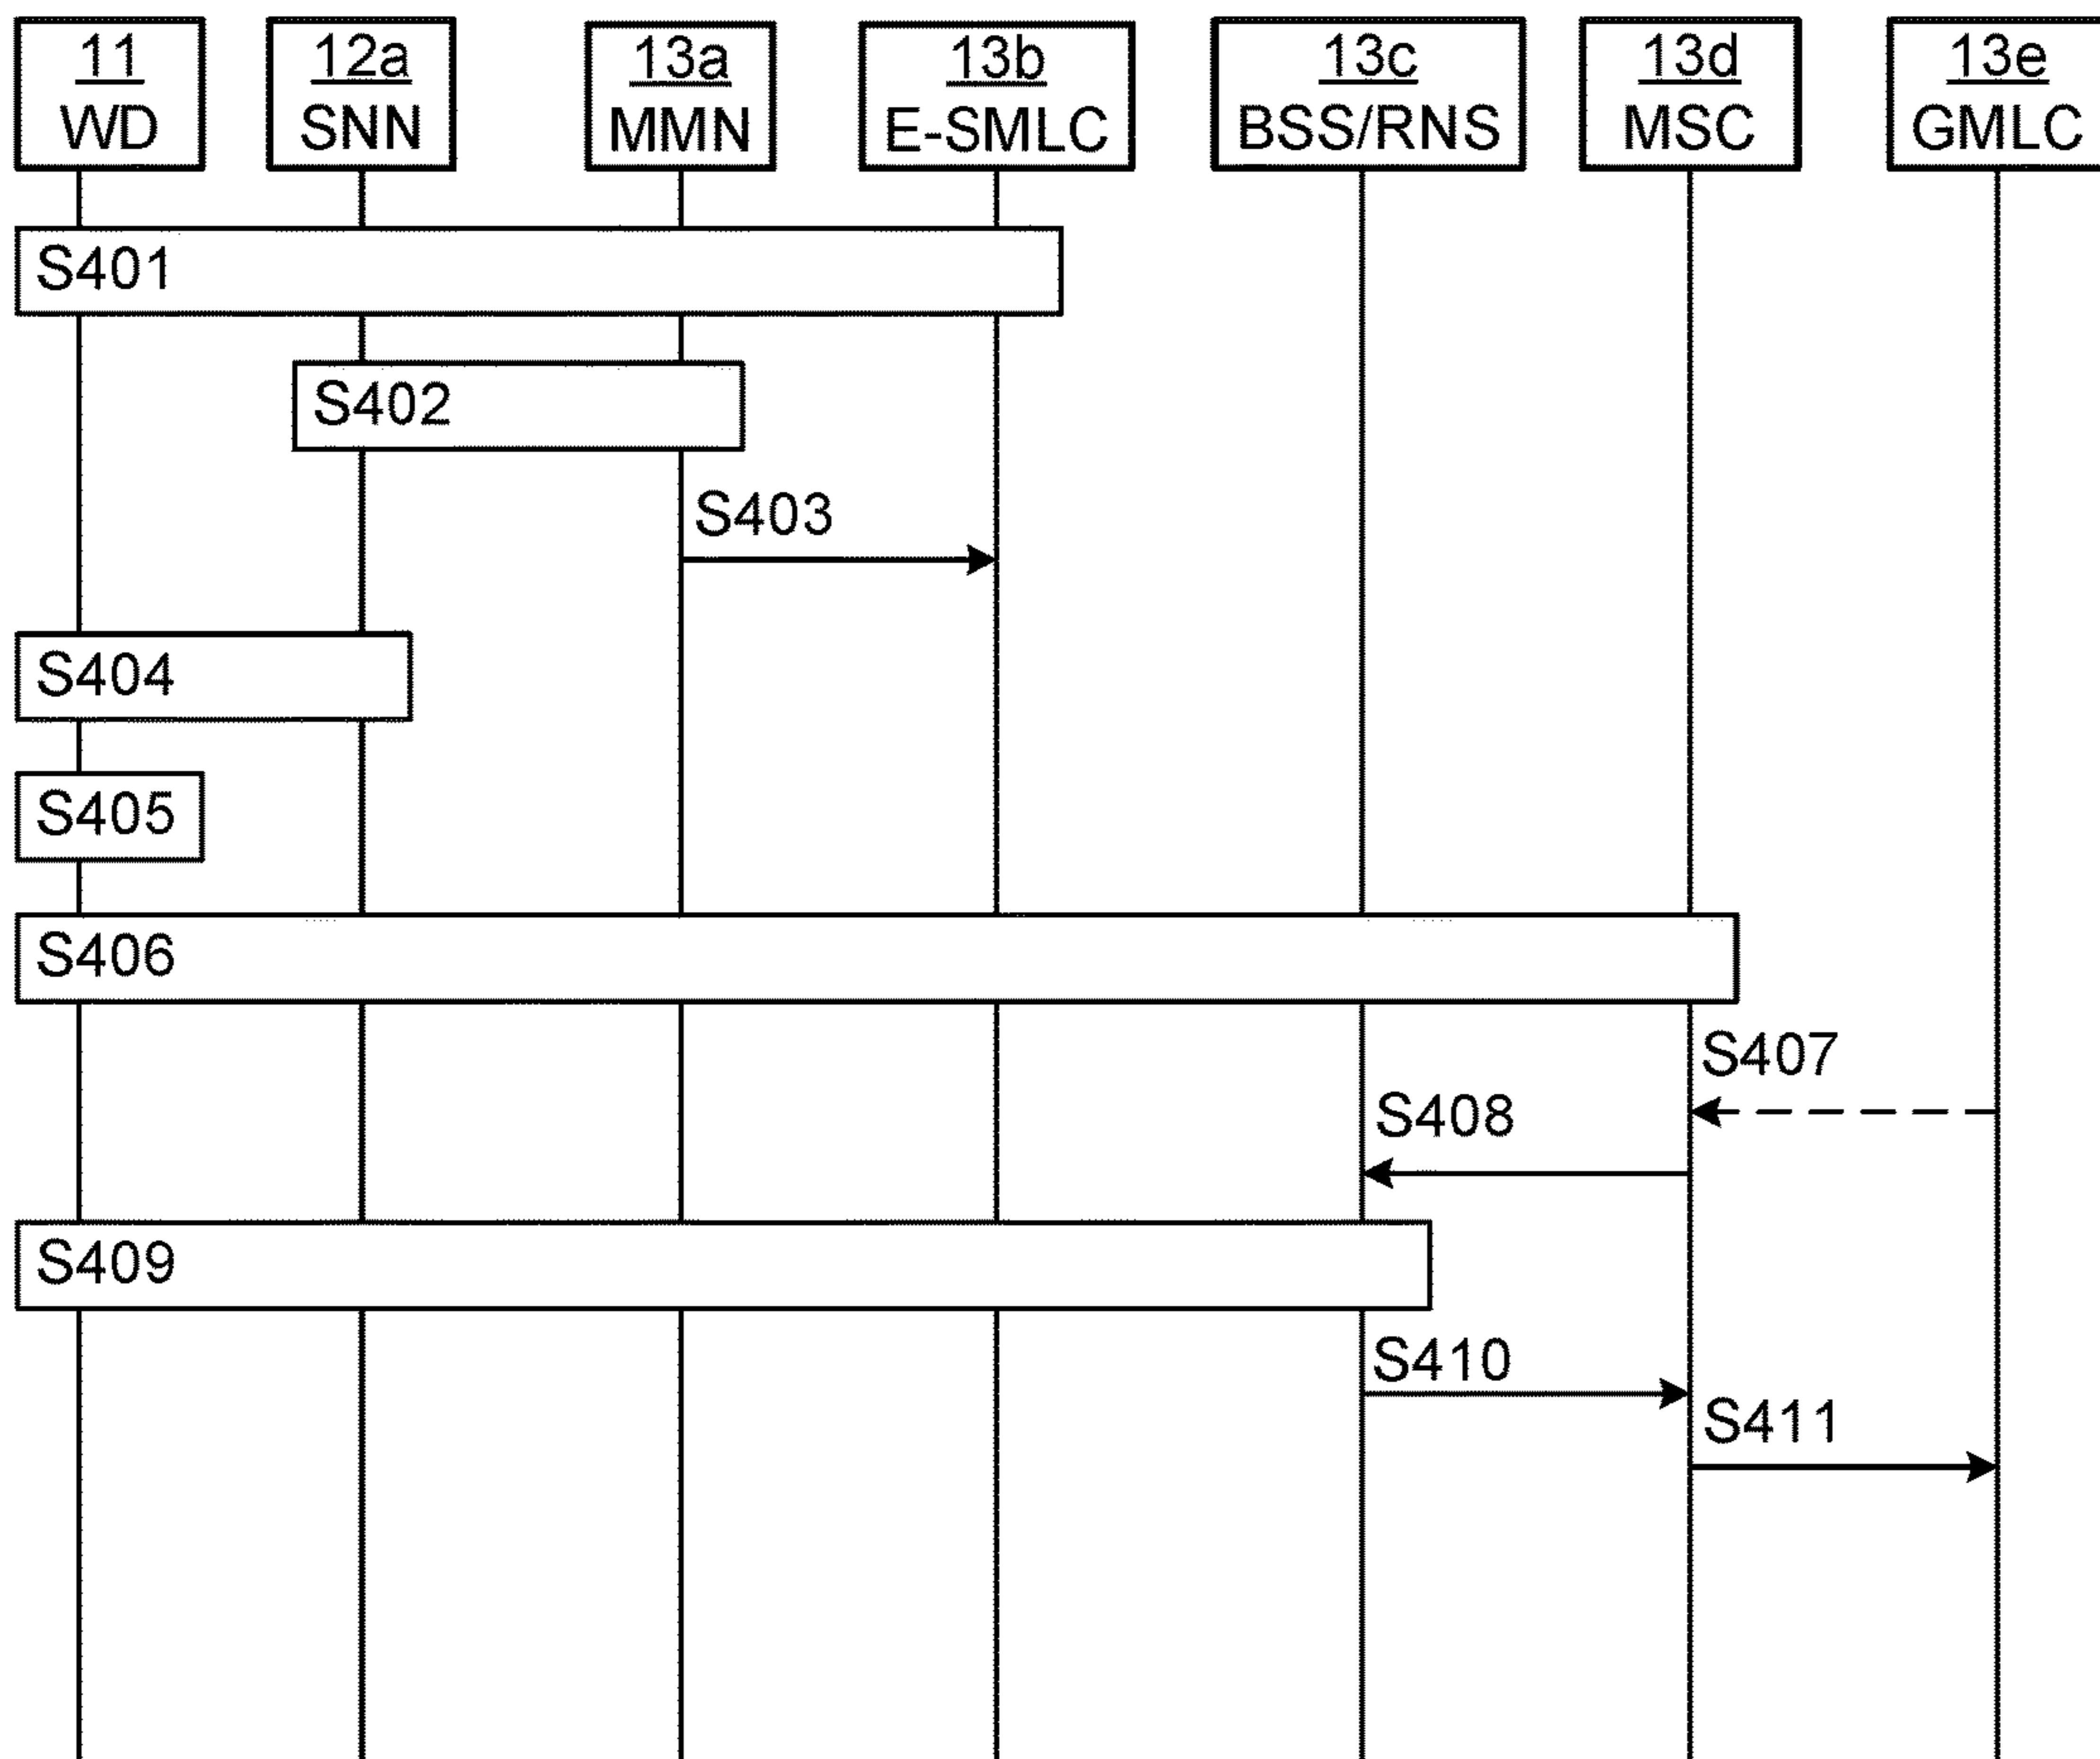 11
WD
12a
SNN
13a
MMN
13b
E-SMLC
13c
BSS/RNS
13d
MSC
13e
GMLC
S401
S402
S403
S404
S405
S406
S407
S408
S409
S410
S411